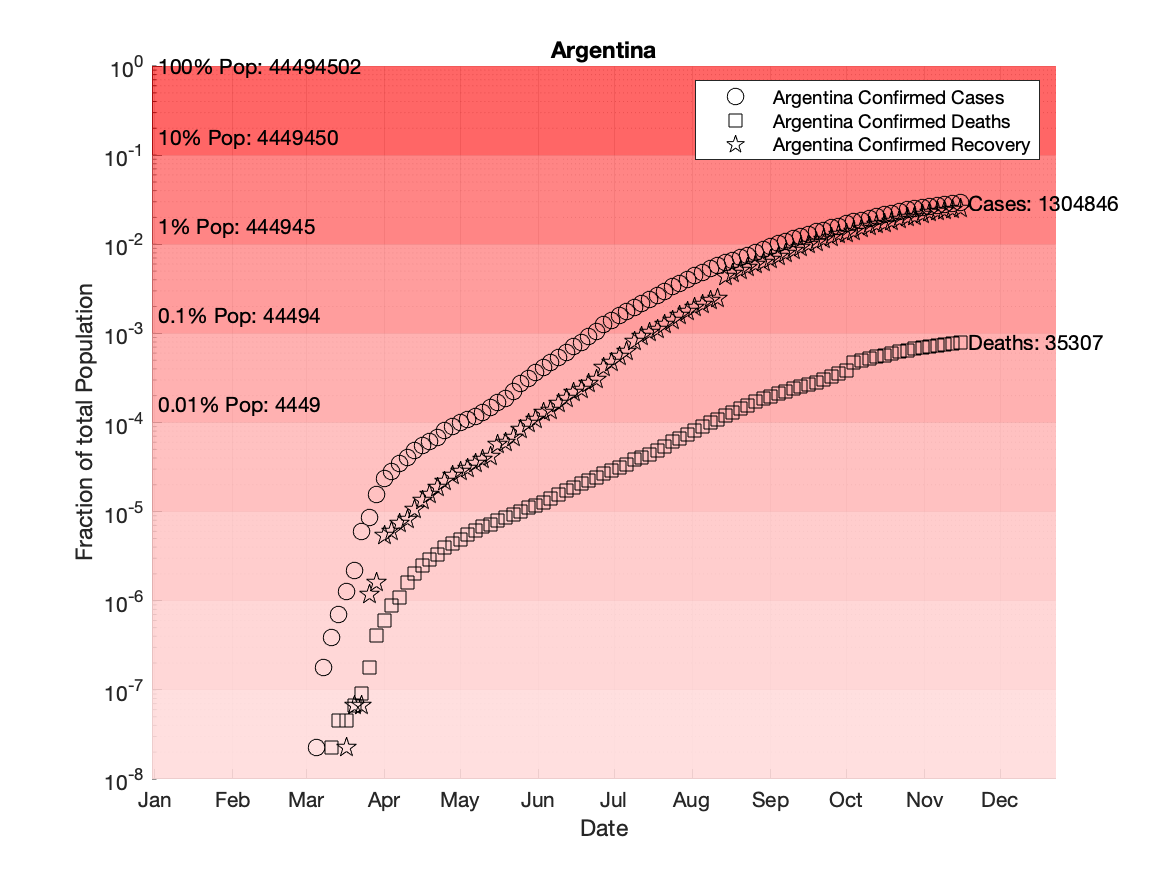 Argentina
10^0
10^-1
10^-2
10^-3
10^-4
10^-5
10^-6
10^-7
10^-8
Fraction of total Population
100% Pop: 44494502
10% Pop: 4449450
1% Pop: 444945
0.1% Pop: 44494
0.01% Pop: 4449
Argentina Confirmed Cases
Argentina Confirmed Deaths
Argentina Confirmed Recovery
Cases: 1304846
Deaths: 35307
Jan Feb Mar Apr May Jun Jul Aug Sep Oct Nov Dec
Date